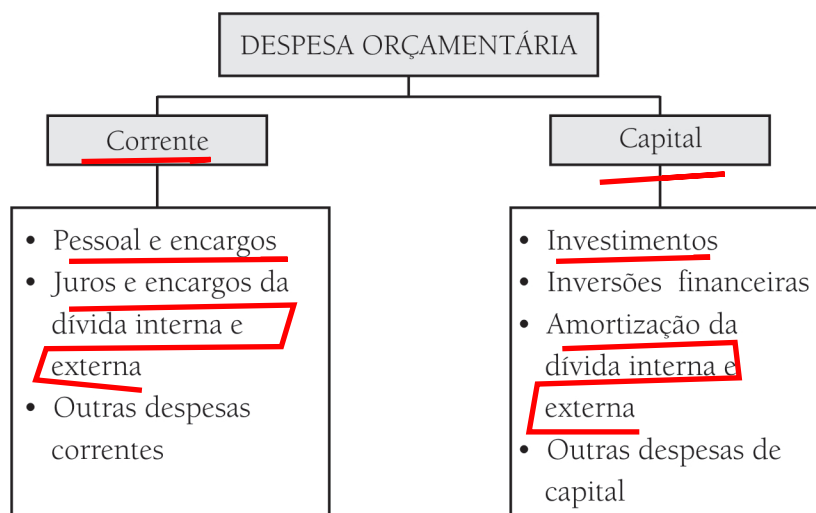 DESPESA ORÇAMENTÁRIA
Corrente
Capital
• Pessoal e encargos
• Juros e encargos da
dívida interna e
externa
• Outras despesas
correntes
• Investimentos
• Inversões financeiras
• Amortização da
dívida interna e
externa
• Outras despesas de
capital